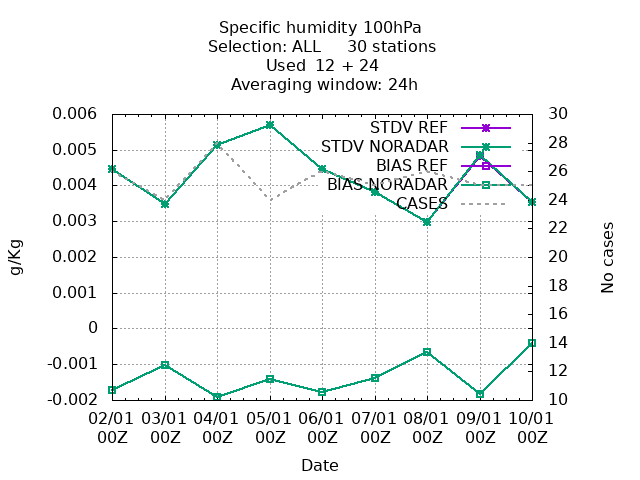 Specific humidity 100hPa
Selection: ALL     30 stations
Used  12 + 24
Averaging window: 24h
0.006
0.005
0.004
0.003
0.002
0.001
0
-0.001
-0.002
g/Kg
STDV REF
STDV NORADAR
BIAS REF
BIAS NORADAR
CASES
30
28
26
24
22
20
18
16
14
12
10
No cases
02/01 03/01 04/01 05/01 06/01 07/01 08/01 09/01 10/01
00Z 00Z 00Z 00Z 00Z 00Z 00Z 00Z 00Z
Date